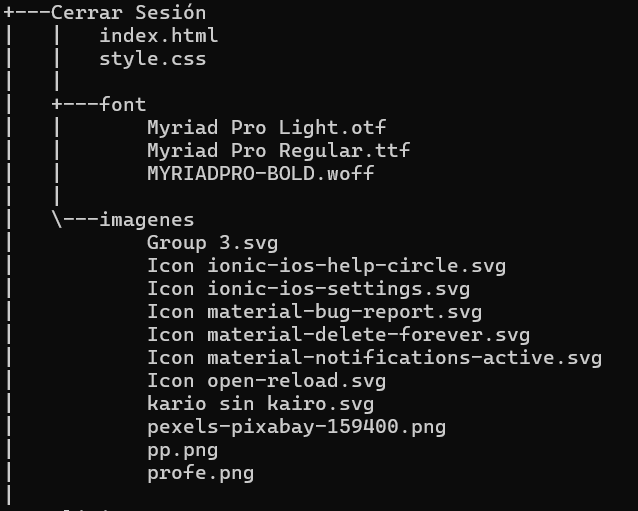 +---Cerrar Sesión
|   |   index.html
|   |   style.css
|   |
|   +---font
|   |       Myriad Pro Light.otf
|   |       Myriad Pro Regular.ttf
|   |       MYRIADPRO-BOLD.woff
|   |
|   \---imagenes
|           Group 3.svg
|           Icon ionic-ios-help-circle.svg
|           Icon ionic-ios-settings.svg
|           Icon material-bug-report.svg
|           Icon material-delete-forever.svg
|           Icon material-notifications-active.svg
|           Icon open-reload.svg
|           kario sin kairo.svg
|           pexels-pixabay-159400.png
|           pp.png
|           profe.png
|